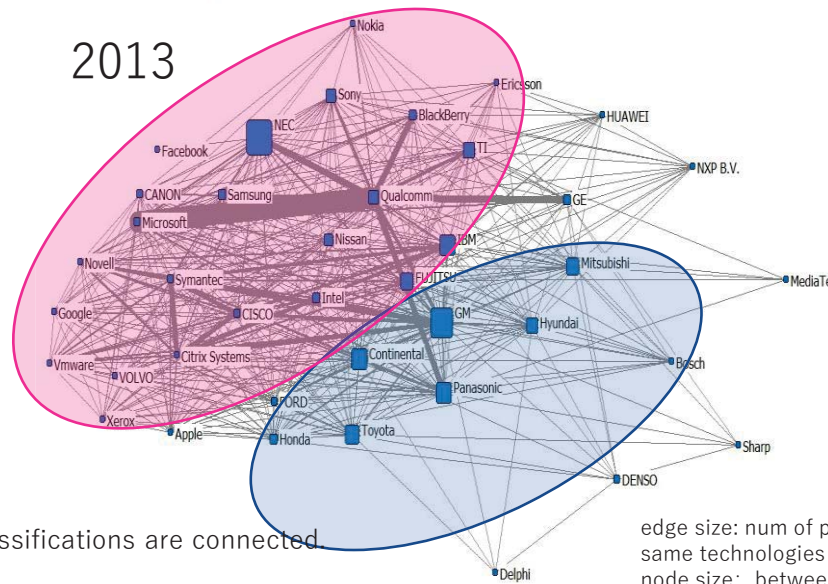 2013
Nokia
Ericsson
Sony
BlackBerry
HUAWEI
NEC
TI
Facebook
NXP B.V.
CANON
Samsung
Qualcomm
GE
Microsoft
Nissan
IBM
Novell
Mitsubishi
Symantec
FUJITSU
MediaTe
Intel
Google
CISCO
GM
Hyundai
Vmware
Citrix Systems
Continental
Bosch
VOLVO
Panasonic
FORD
Xerox
Apple
Honda
Toyota
Sharp
DENSO
ssifications are connected.
edge size: num of p
same technologies
node size: betwee
Delphi